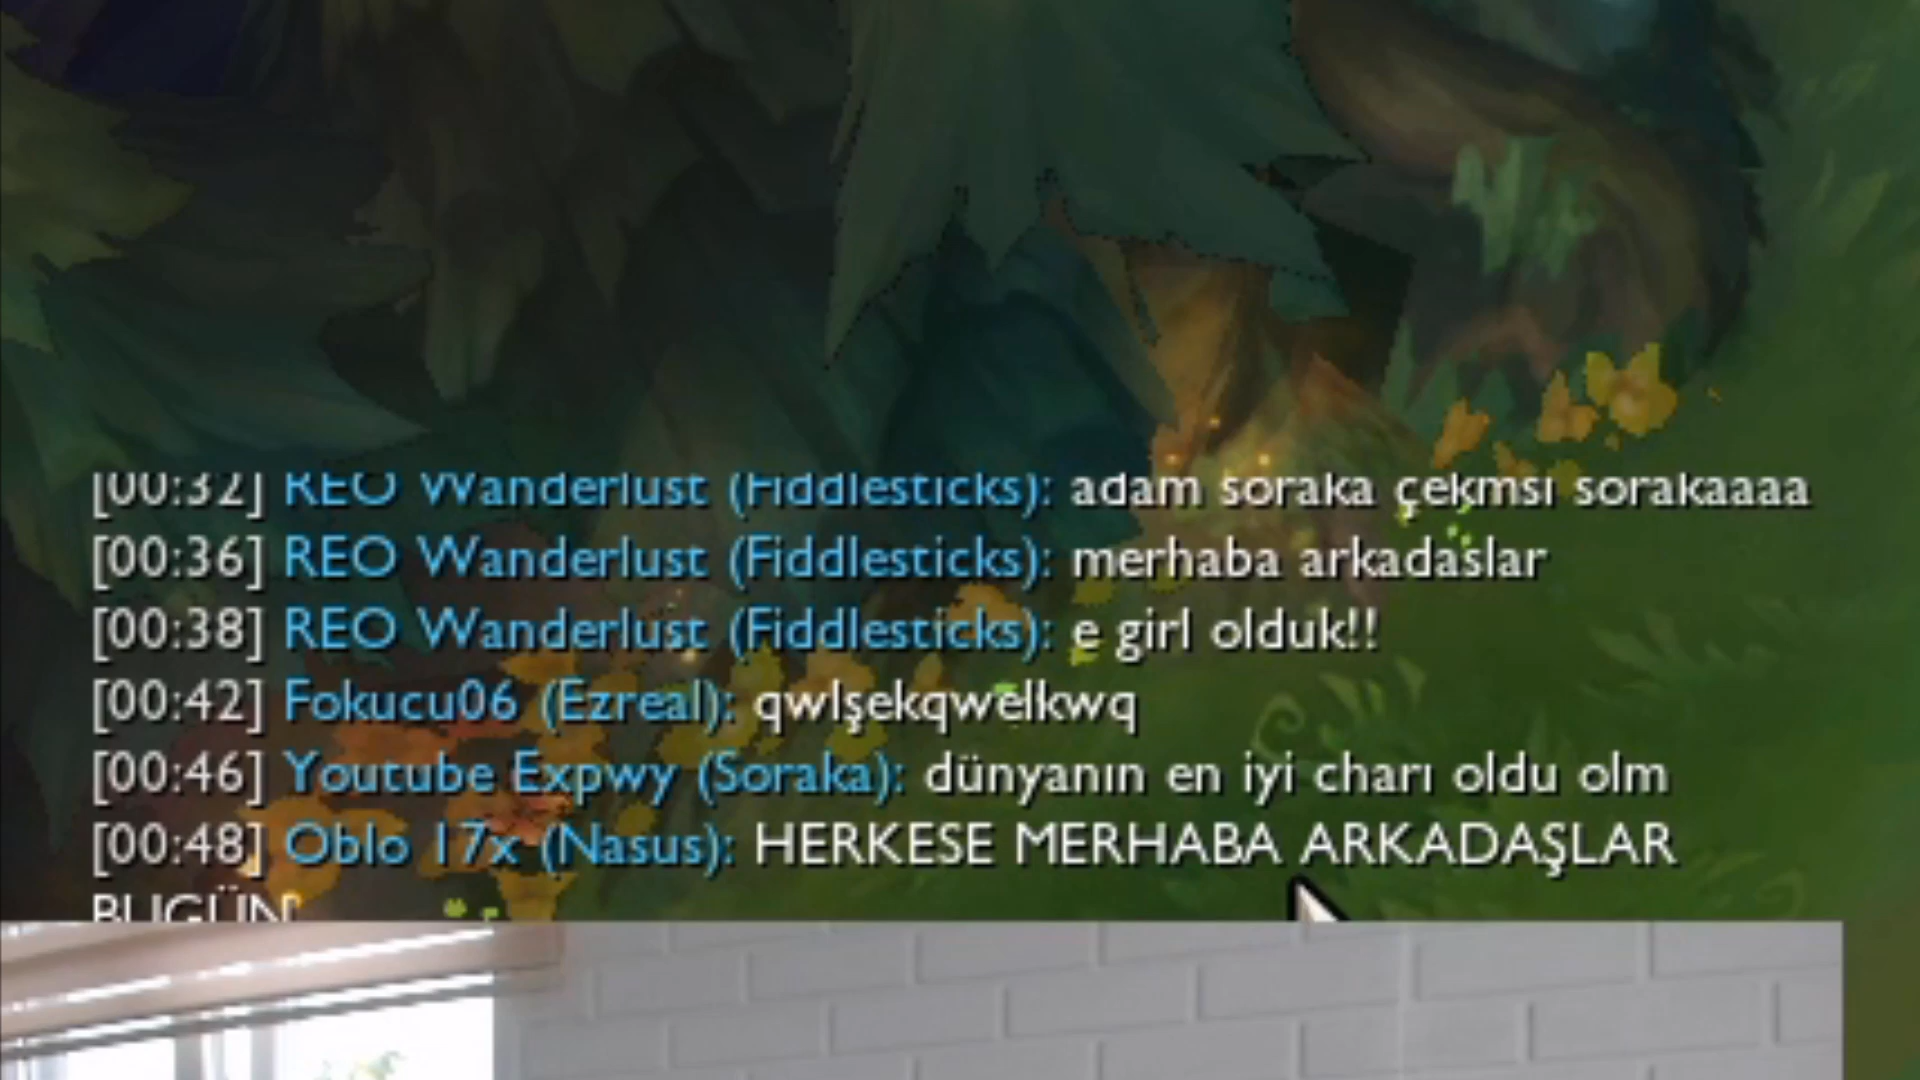 [00:32] REO Wanderlust (Fiddlesticks): adam soraka çekmsi sorakaaaa
[00:36] REO Wanderlust (Fiddlesticks): merhaba arkadaslar
[00:38] REO Wanderlust (Fiddlesticks): e girl olduk!!
[00:42] Fokucu06 (Ezreal): qwlşekqwelkwq
[00:46] Youtube Expwy (Soraka): dünyanın en iyi charı oldu olm
[00:48] Oblo 17x (Nasus): HERKESE MERHABA ARKADAŞLAR
BUGÜN